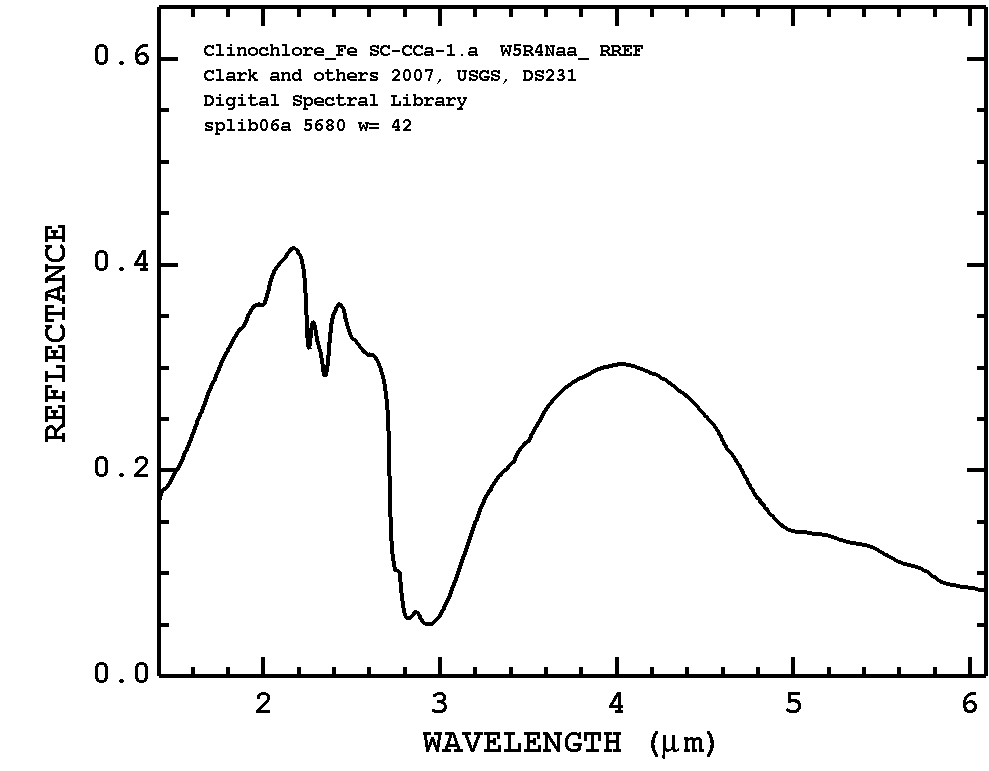 Clinochlore_Fe SC-CCa-1.a W5R4Naa_ RREF
Clark and others 2007, USGS, DS231
Digital Spectral Library
splib06a 5680 w= 42
REFLECTANCE
0.6
0.4
0.2
0.0
2 3 4 5 6
WAVELENGTH (μm)